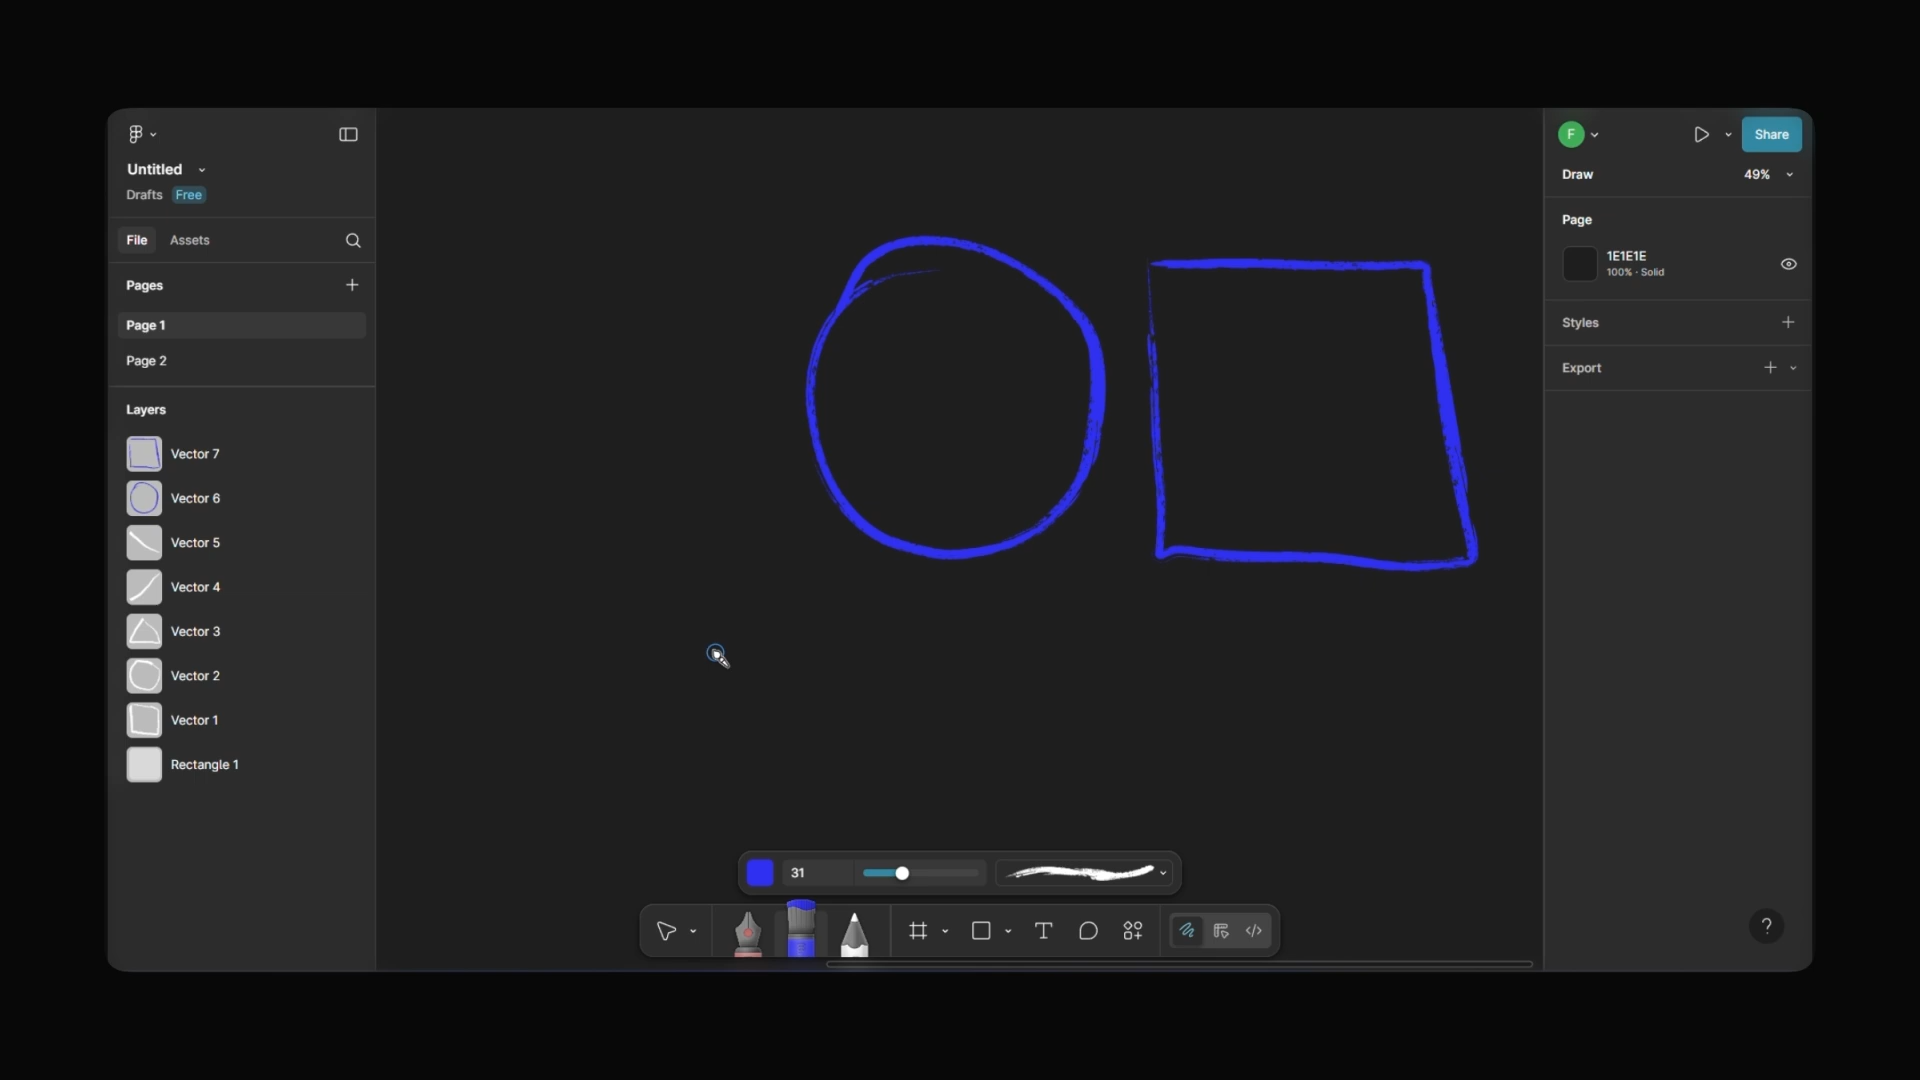 Untitled
Drafts Free
File Assets
Pages
Page 1
Page 2
Layers
Vector 7
Vector 6
Vector 5
Vector 4
Vector 3
Vector 2
Vector 1
Rectangle 1
31
F
Share
Draw 49%
Page
1E1E1E
100% · Solid
Styles
Export
?